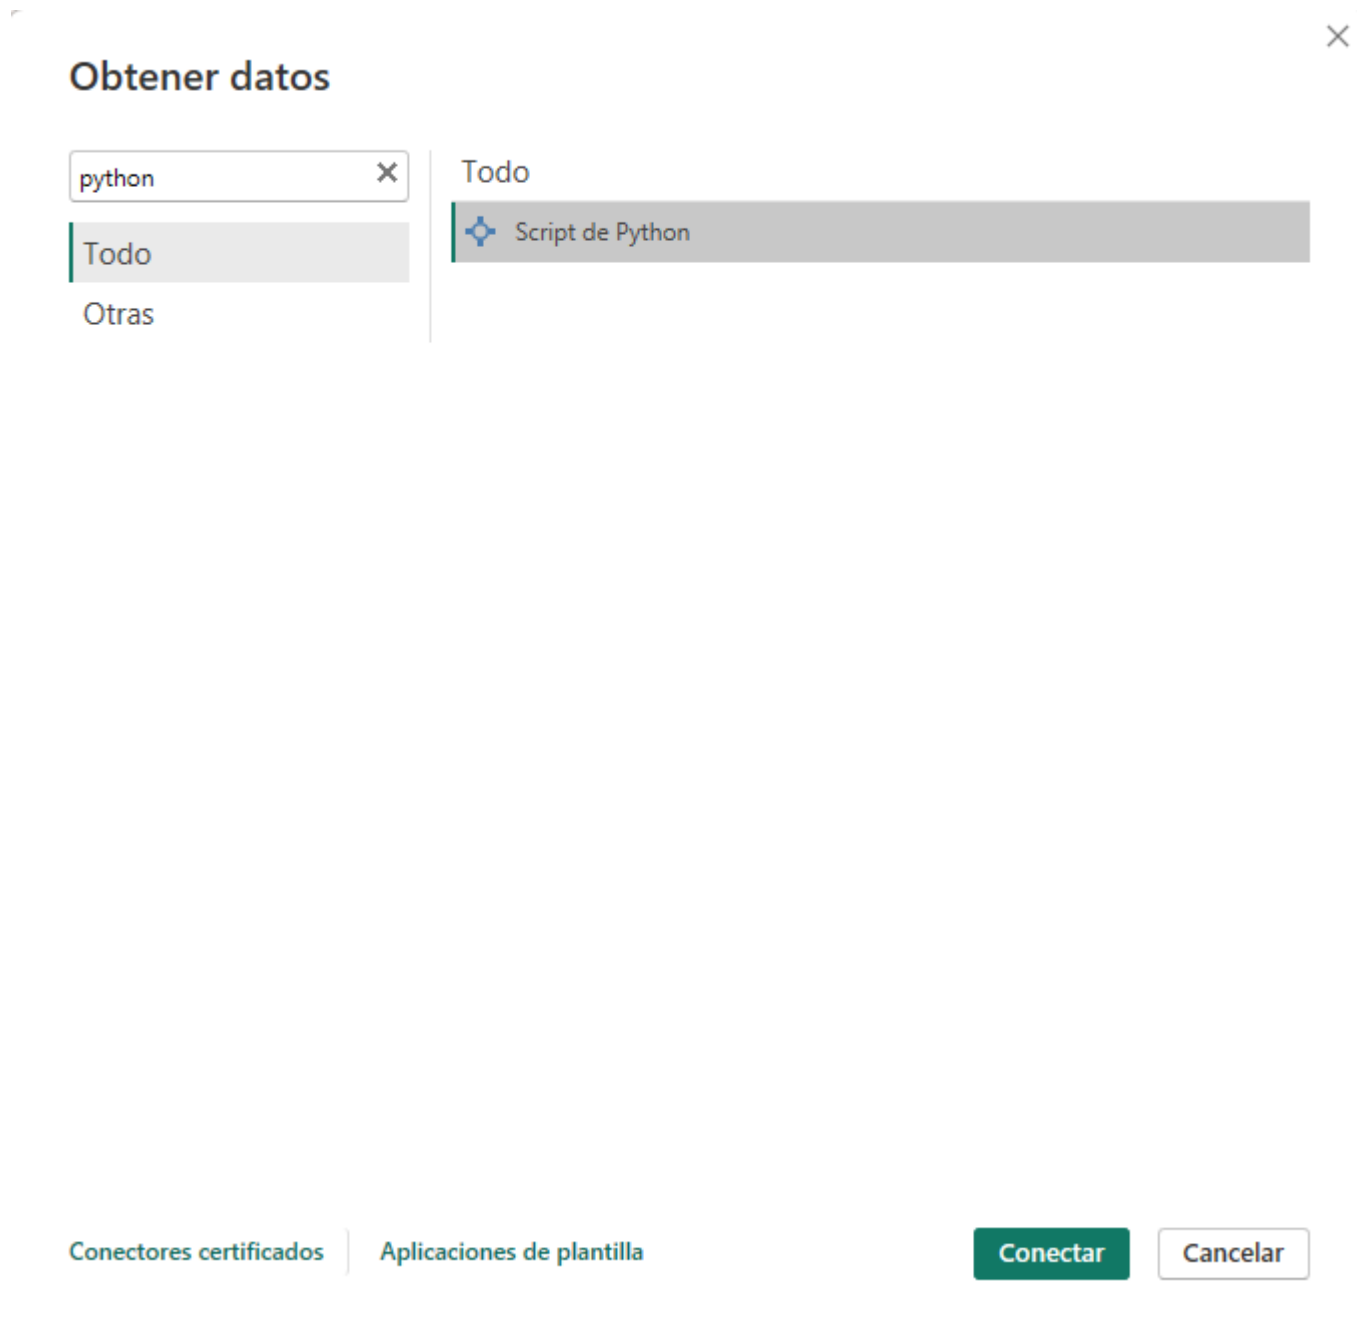 Obtener datos
python
Todo
Otras
Todo
Script de Python
Conectores certificados
Aplicaciones de plantilla
Conectar
Cancelar